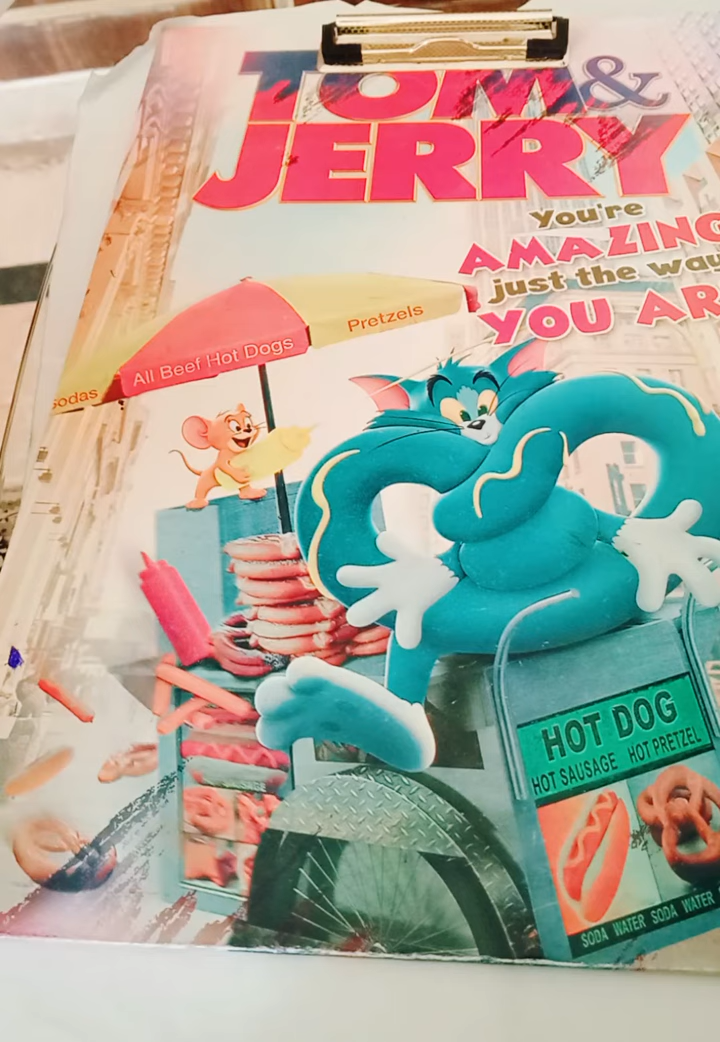 TOM &
JERRY
You're
AMAZING
just the way
YOU AR
Pretzels
All Beef Hot Dogs
Sodas
HOT DOG
HOT SAUSAGE HOT PRETZEL
SODA WATER SODA WATER